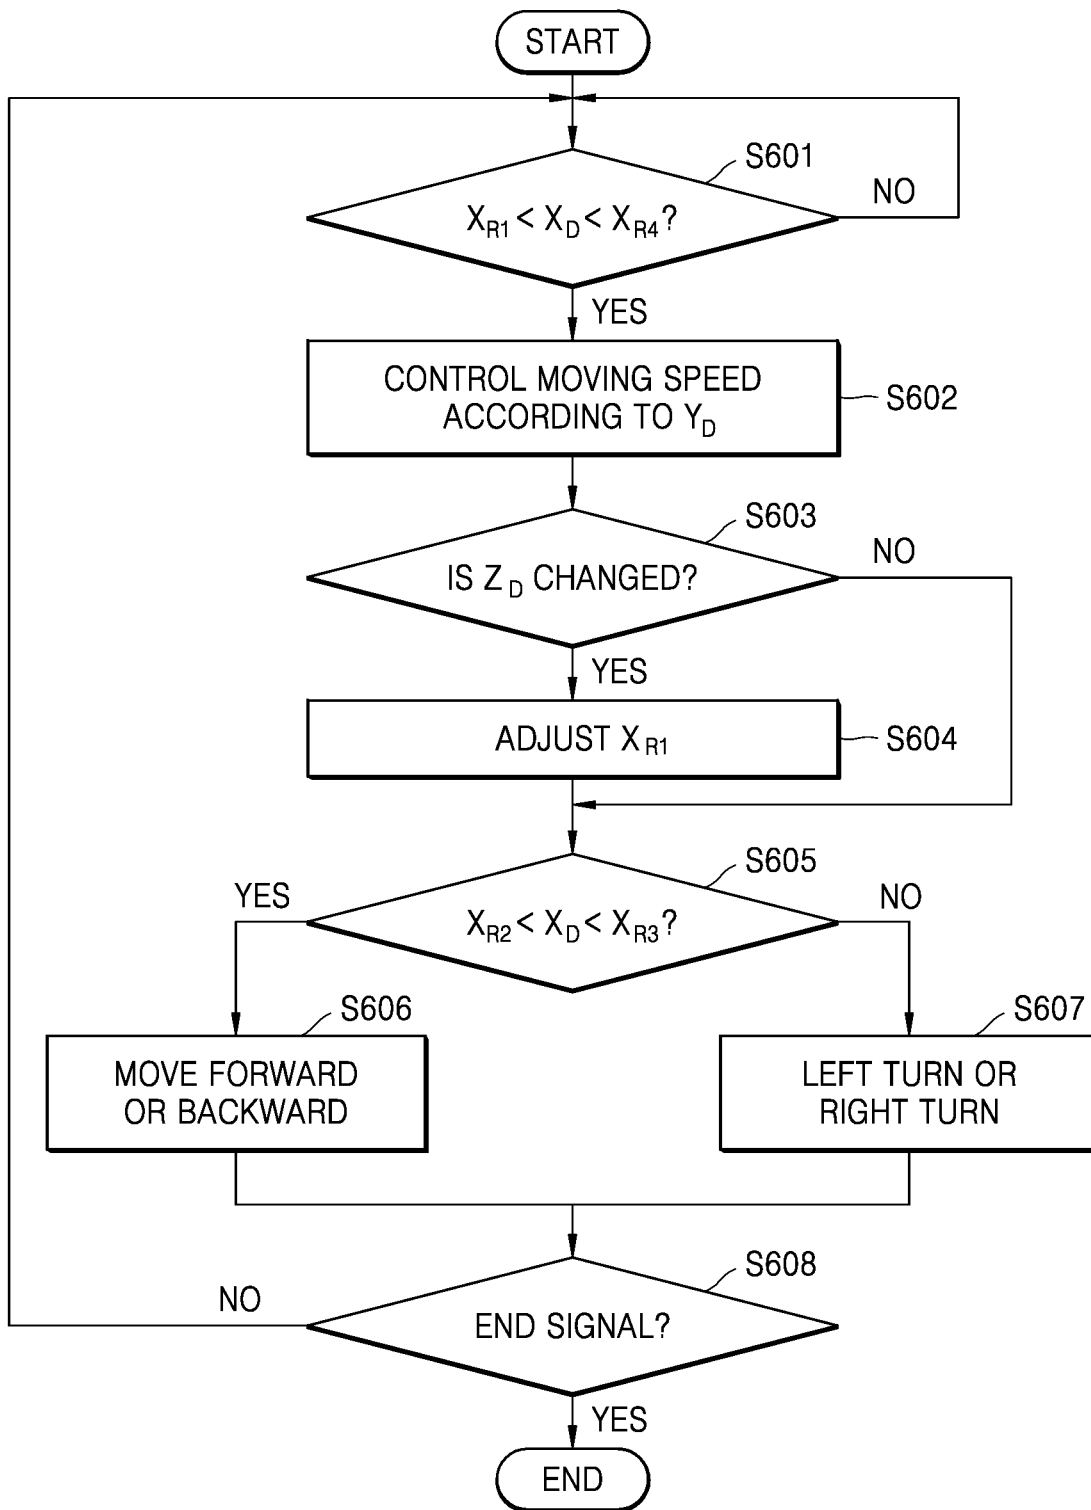 START
S601
NO
X_R1 < X_D < X_R4?
YES
CONTROL MOVING SPEED
ACCORDING TO Y_D
S602
S603
NO
IS Z_D CHANGED?
YES
ADJUST X_R1
S604
S605
YES
NO
X_R2 < X_D < X_R3?
S606
S607
MOVE FORWARD
OR BACKWARD
LEFT TURN OR
RIGHT TURN
S608
NO
END SIGNAL?
YES
END